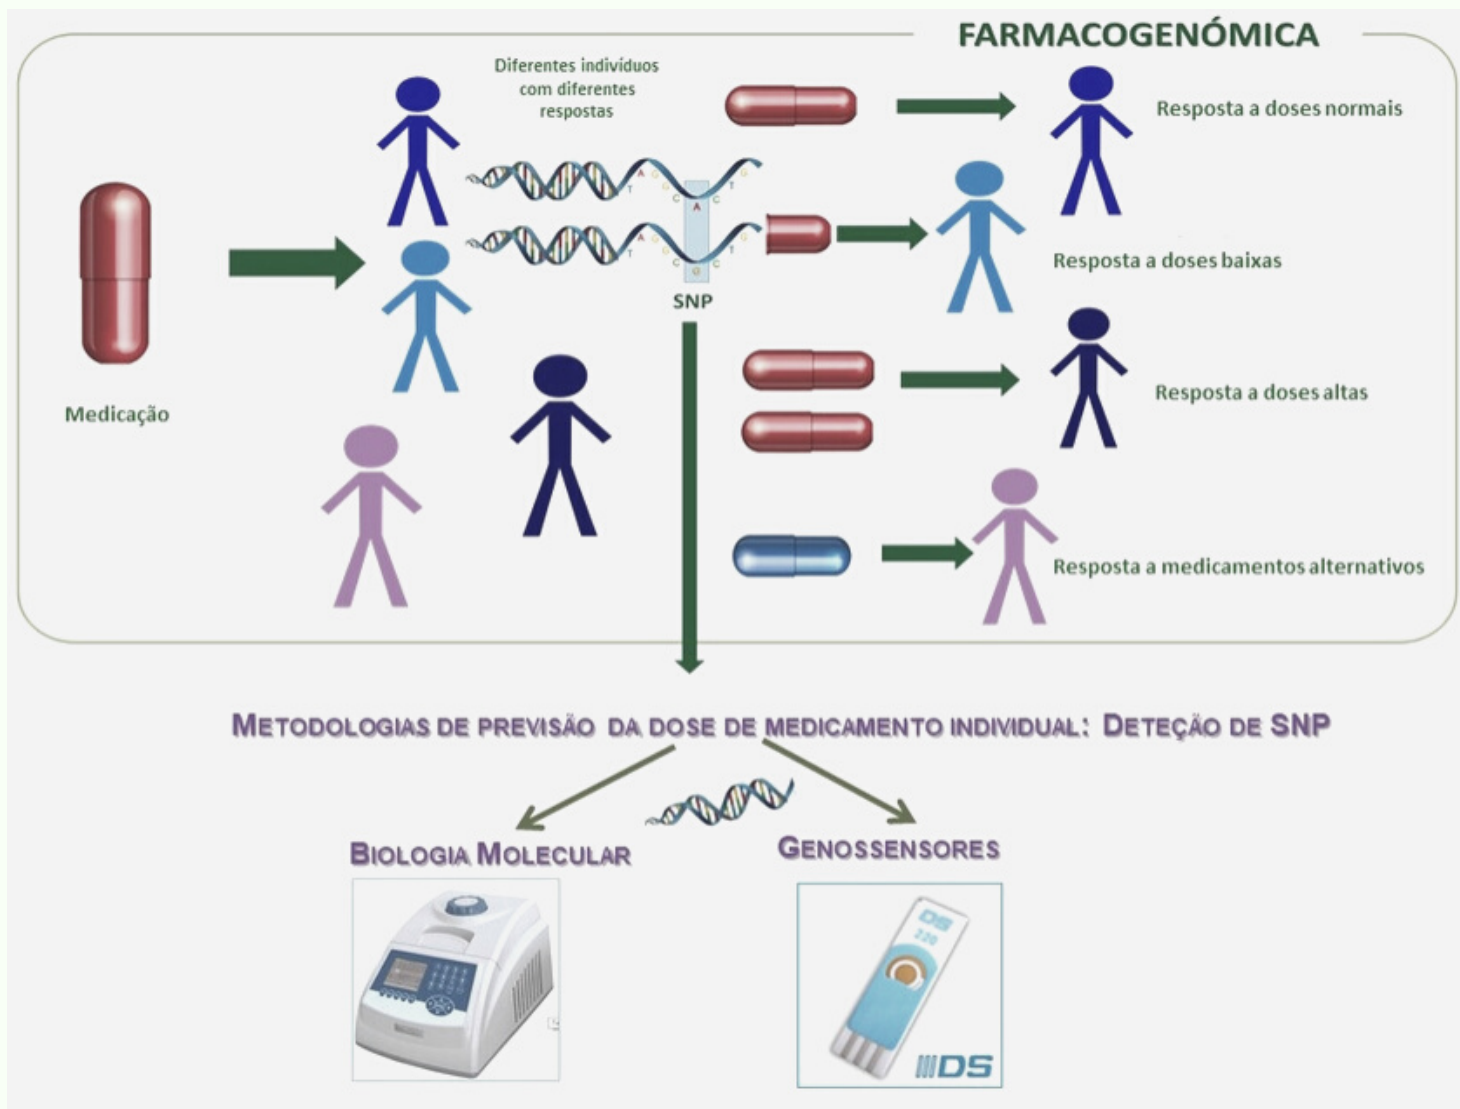 FARMACOGENÓMICA
Diferentes indivíduos
com diferentes
respostas
Resposta a doses normais
T A G G C A C T G
T A G G C G C T G
SNP
Resposta a doses baixas
Medicação
Resposta a doses altas
Resposta a medicamentos alternativos
METODOLOGIAS DE PREVISÃO DA DOSE DE MEDICAMENTO INDIVIDUAL: DETEÇÃO DE SNP
BIOLOGIA MOLECULAR
GENOSSENSORES
DS
220
DS